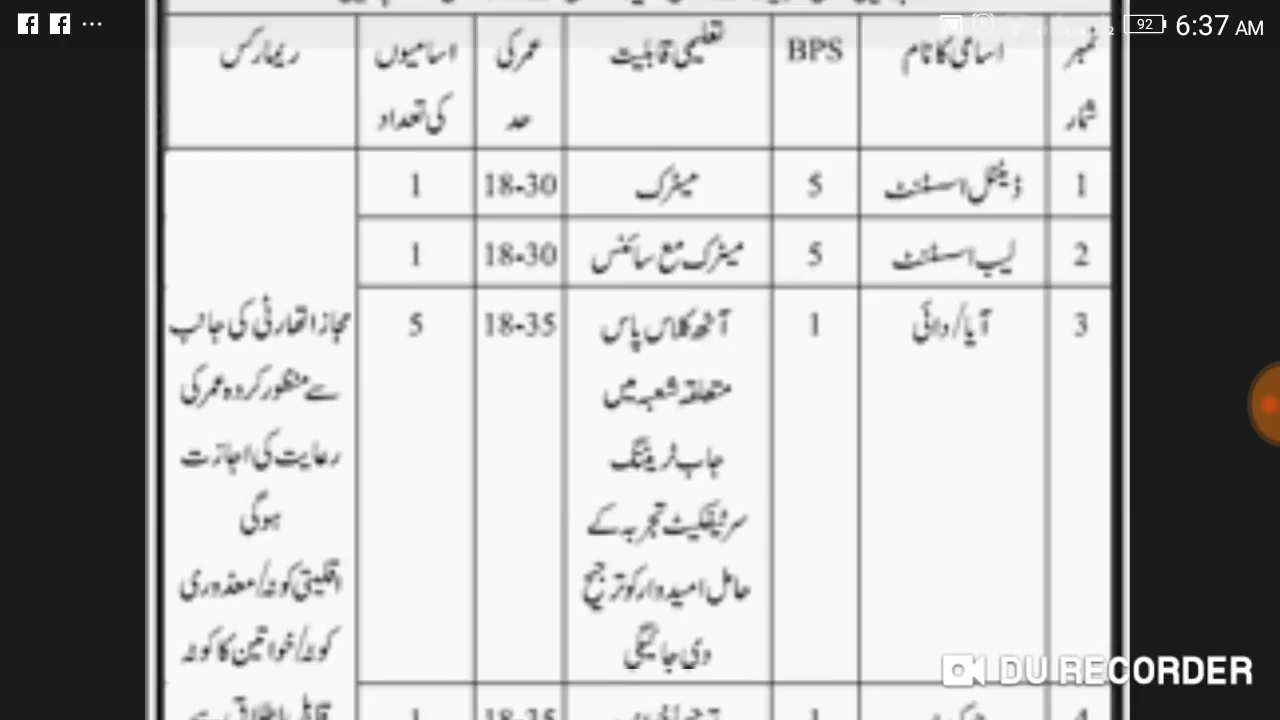 92 6:37 AM
نمبر شمار اسامی کا نام BPS تعلیمی قابلیت عمر کی حد اسامیوں کی تعداد ریمارکس
1 ڈینٹل اسسٹنٹ 5 میٹرک 18-30 1
2 لیب اسسٹنٹ 5 میٹرک مع سائنس 18-30 1
3 آیا/دائی 1 آٹھ کلاس پاس 18-35 5 مجاز اتھارٹی کی جانب
متعلقہ شعبہ میں سے منظور کردہ عمر کی
جاب ٹریننگ رعایت کی اجازت
سرٹیفکیٹ تجربہ کے ہوگی
حامل امیدوار کو ترجیح اقلیتی کوٹہ/معذوری
دی جائیگی کوٹہ/خواتین کا کوٹہ
4 1 18-35 1
DU RECORDER